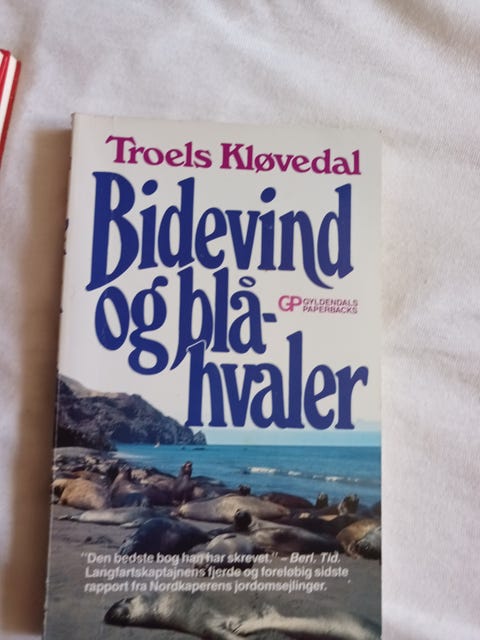 Troels Kløvedal
Bidevind
og blå-
hvaler
GP GYLDENDALS
PAPERBACKS
"Den bedste bog han har skrevet." – Berl. Tid.
Langfartskaptajnens fjerde og foreløbig sidste
rapport fra Nordkaperens jordomsejlinger.